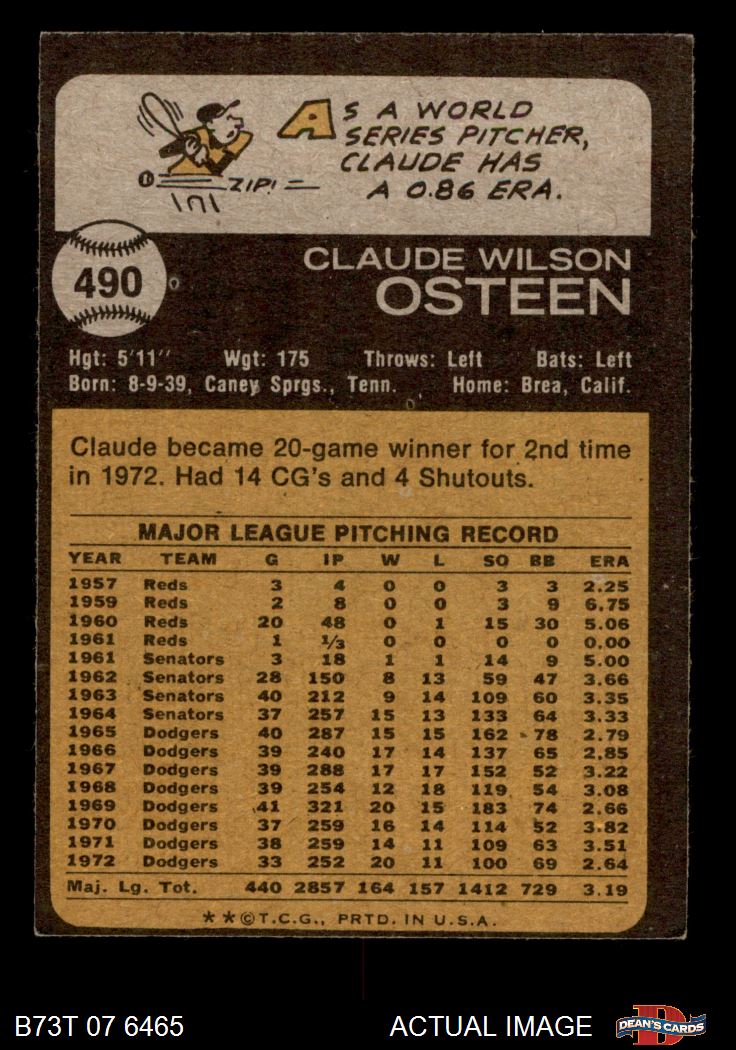 AS A WORLD
SERIES PITCHER,
CLAUDE HAS
A 0.86 ERA.
ZIP!
490
CLAUDE WILSON
OSTEEN
Hgt: 5'11" Wgt: 175 Throws: Left Bats: Left
Born: 8-9-39, Caney Sprgs., Tenn. Home: Brea, Calif.
Claude became 20-game winner for 2nd time
in 1972. Had 14 CG's and 4 Shutouts.
MAJOR LEAGUE PITCHING RECORD
YEAR TEAM G IP W L SO BB ERA
1957 Reds 3 4 0 0 3 3 2.25
1959 Reds 2 8 0 0 3 9 6.75
1960 Reds 20 48 0 1 15 30 5.06
1961 Reds 1 1/3 0 0 0 0 0.00
1961 Senators 3 18 1 1 14 9 5.00
1962 Senators 28 150 8 13 59 47 3.66
1963 Senators 40 212 9 14 109 60 3.35
1964 Senators 37 257 15 13 133 64 3.33
1965 Dodgers 40 287 15 15 162 78 2.79
1966 Dodgers 39 240 17 14 137 65 2.85
1967 Dodgers 39 288 17 17 152 52 3.22
1968 Dodgers 39 254 12 18 119 54 3.08
1969 Dodgers 41 321 20 15 183 74 2.66
1970 Dodgers 37 259 16 14 114 52 3.82
1971 Dodgers 38 259 14 11 109 63 3.51
1972 Dodgers 33 252 20 11 100 69 2.64
Maj. Lg. Tot. 440 2857 164 157 1412 729 3.19
**©T.C.G., PRTD. IN U.S.A.
B73T 07 6465 ACTUAL IMAGE DEAN'S CARDS